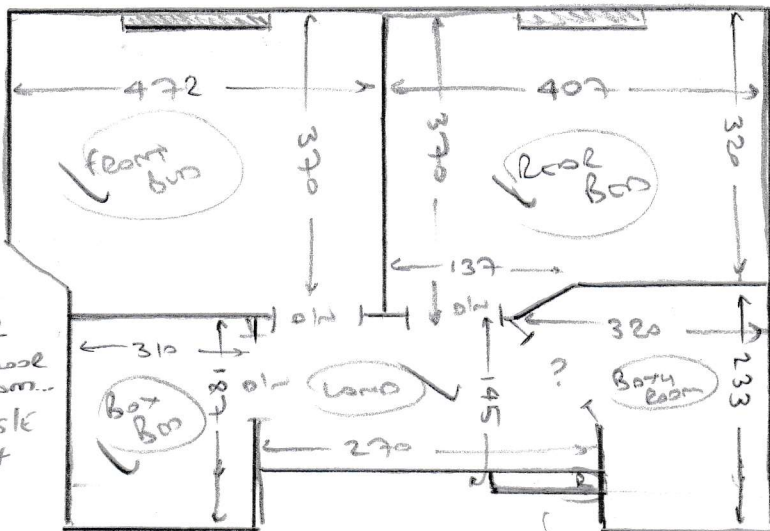 472
370
370
407
320
FRONT
BED
REAR
BED
137
D/N
D/N
310
187
D/N
LAND
145
?
320
233
BATH
ROOM
BOX
BED
270